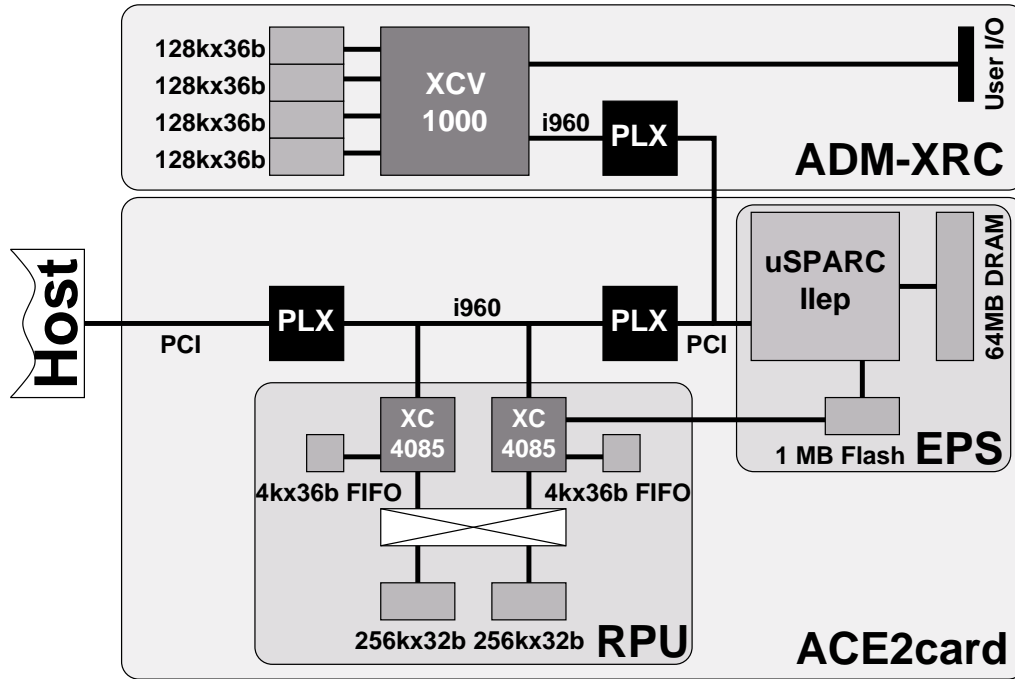 128kx36b
128kx36b
128kx36b
128kx36b
XCV
1000
i960
PLX
User I/O
ADM-XRC
Host
PCI
PLX
i960
PLX
PCI
uSPARC
IIep
64MB DRAM
1 MB Flash
EPS
XC
4085
XC
4085
4kx36b FIFO
4kx36b FIFO
256kx32b
256kx32b
RPU
ACE2card